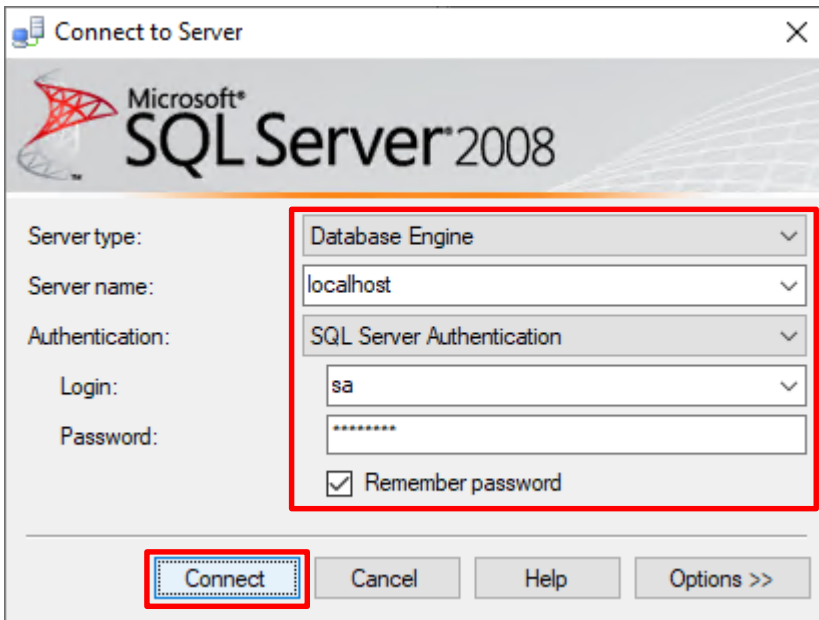 Connect to Server
Microsoft®
SQL Server® 2008
Server type: Database Engine
Server name: localhost
Authentication: SQL Server Authentication
Login: sa
Password: ********
Remember password
Connect Cancel Help Options >>